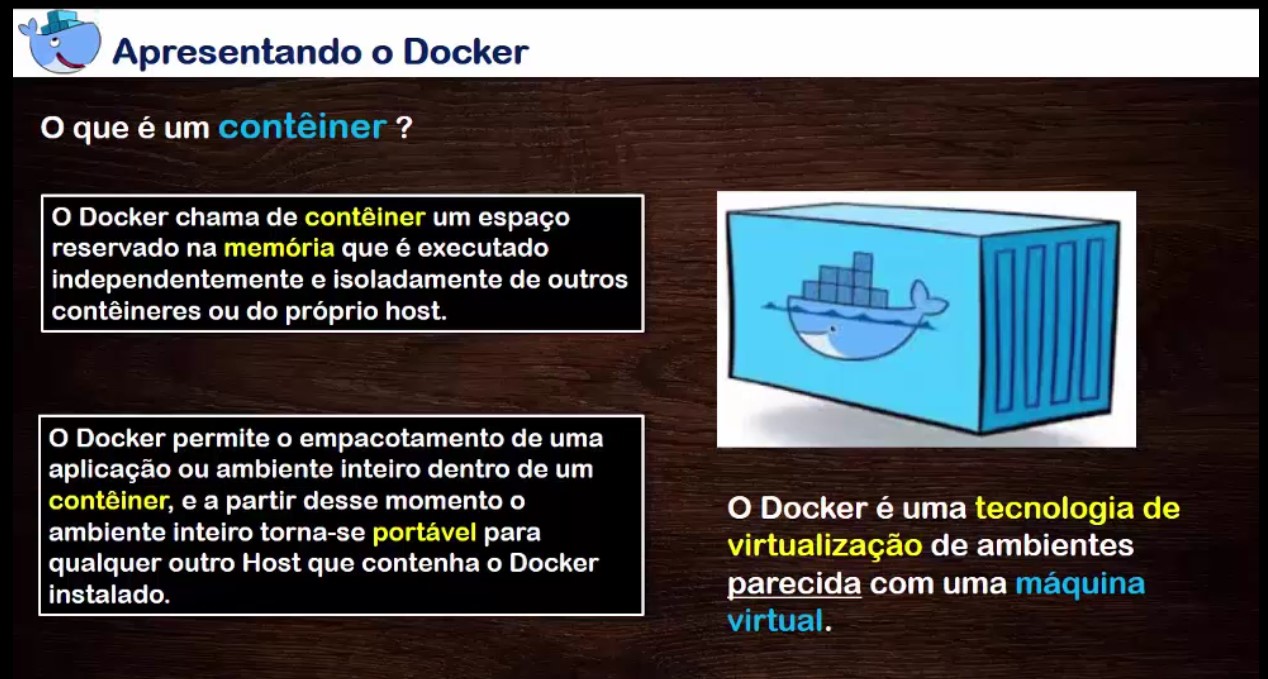 Apresentando o Docker
O que é um contêiner ?
O Docker chama de contêiner um espaço
reservado na memória que é executado
independentemente e isoladamente de outros
contêineres ou do próprio host.
O Docker permite o empacotamento de uma
aplicação ou ambiente inteiro dentro de um
contêiner, e a partir desse momento o
ambiente inteiro torna-se portável para
qualquer outro Host que contenha o Docker
instalado.
O Docker é uma tecnologia de
virtualização de ambientes
parecida com uma máquina
virtual.